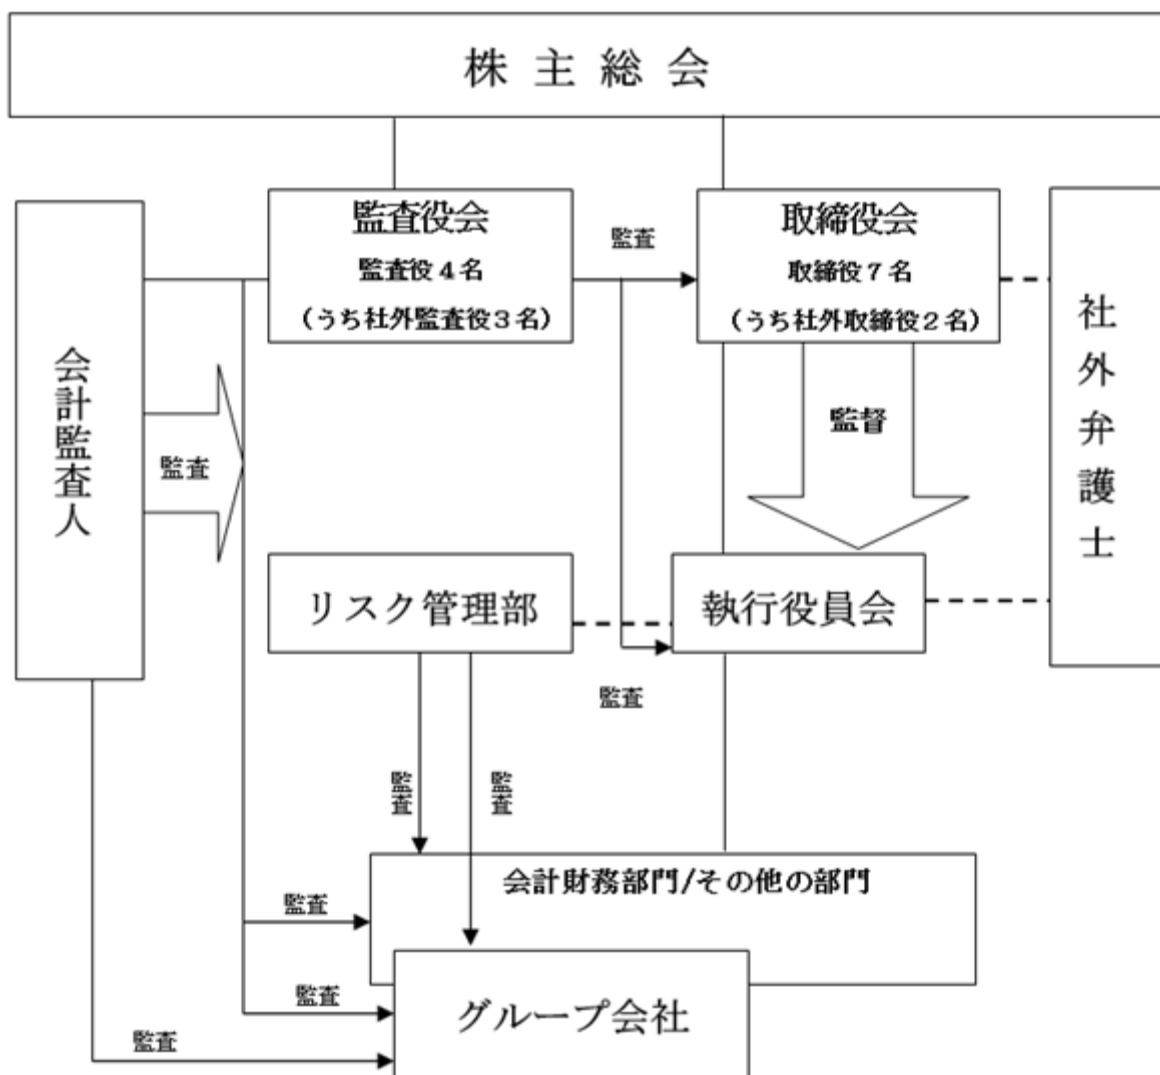 株主総会
監査役会
監査役４名
（うち社外監査役３名）
監査
取締役会
取締役７名
（うち社外取締役２名）
社外弁護士
会計監査人
監査
監督
リスク管理部
執行役員会
監査
監査
監査
会計財務部門/その他の部門
監査
監査
グループ会社
監査